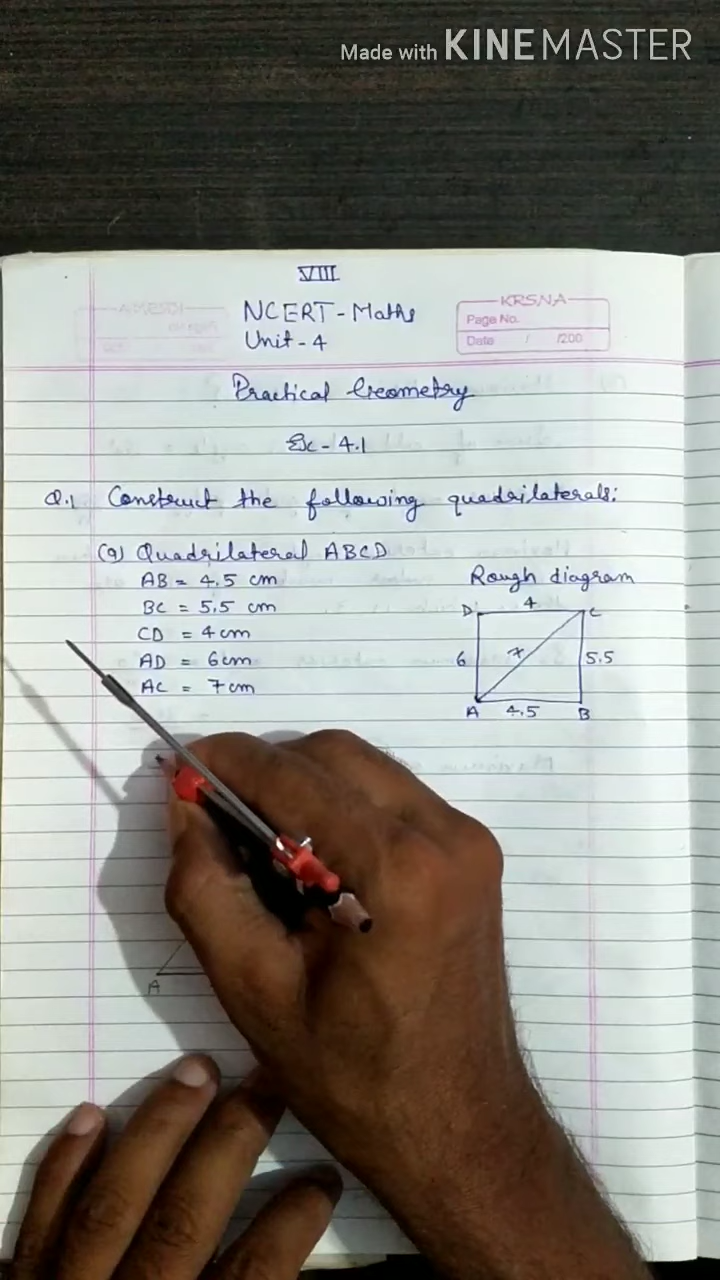 Made with KINEMASTER
VIII
NCERT - Maths
Unit - 4
KRSNA
Page No.
Date / /200
Practical Geometry
Ex - 4.1
Q.1 Construct the following quadrilaterals:
(a) Quadrilateral ABCD
AB = 4.5 cm
BC = 5.5 cm
CD = 4 cm
AD = 6 cm
AC = 7 cm
Rough diagram
D 4 C
6 7 5.5
A 4.5 B
A